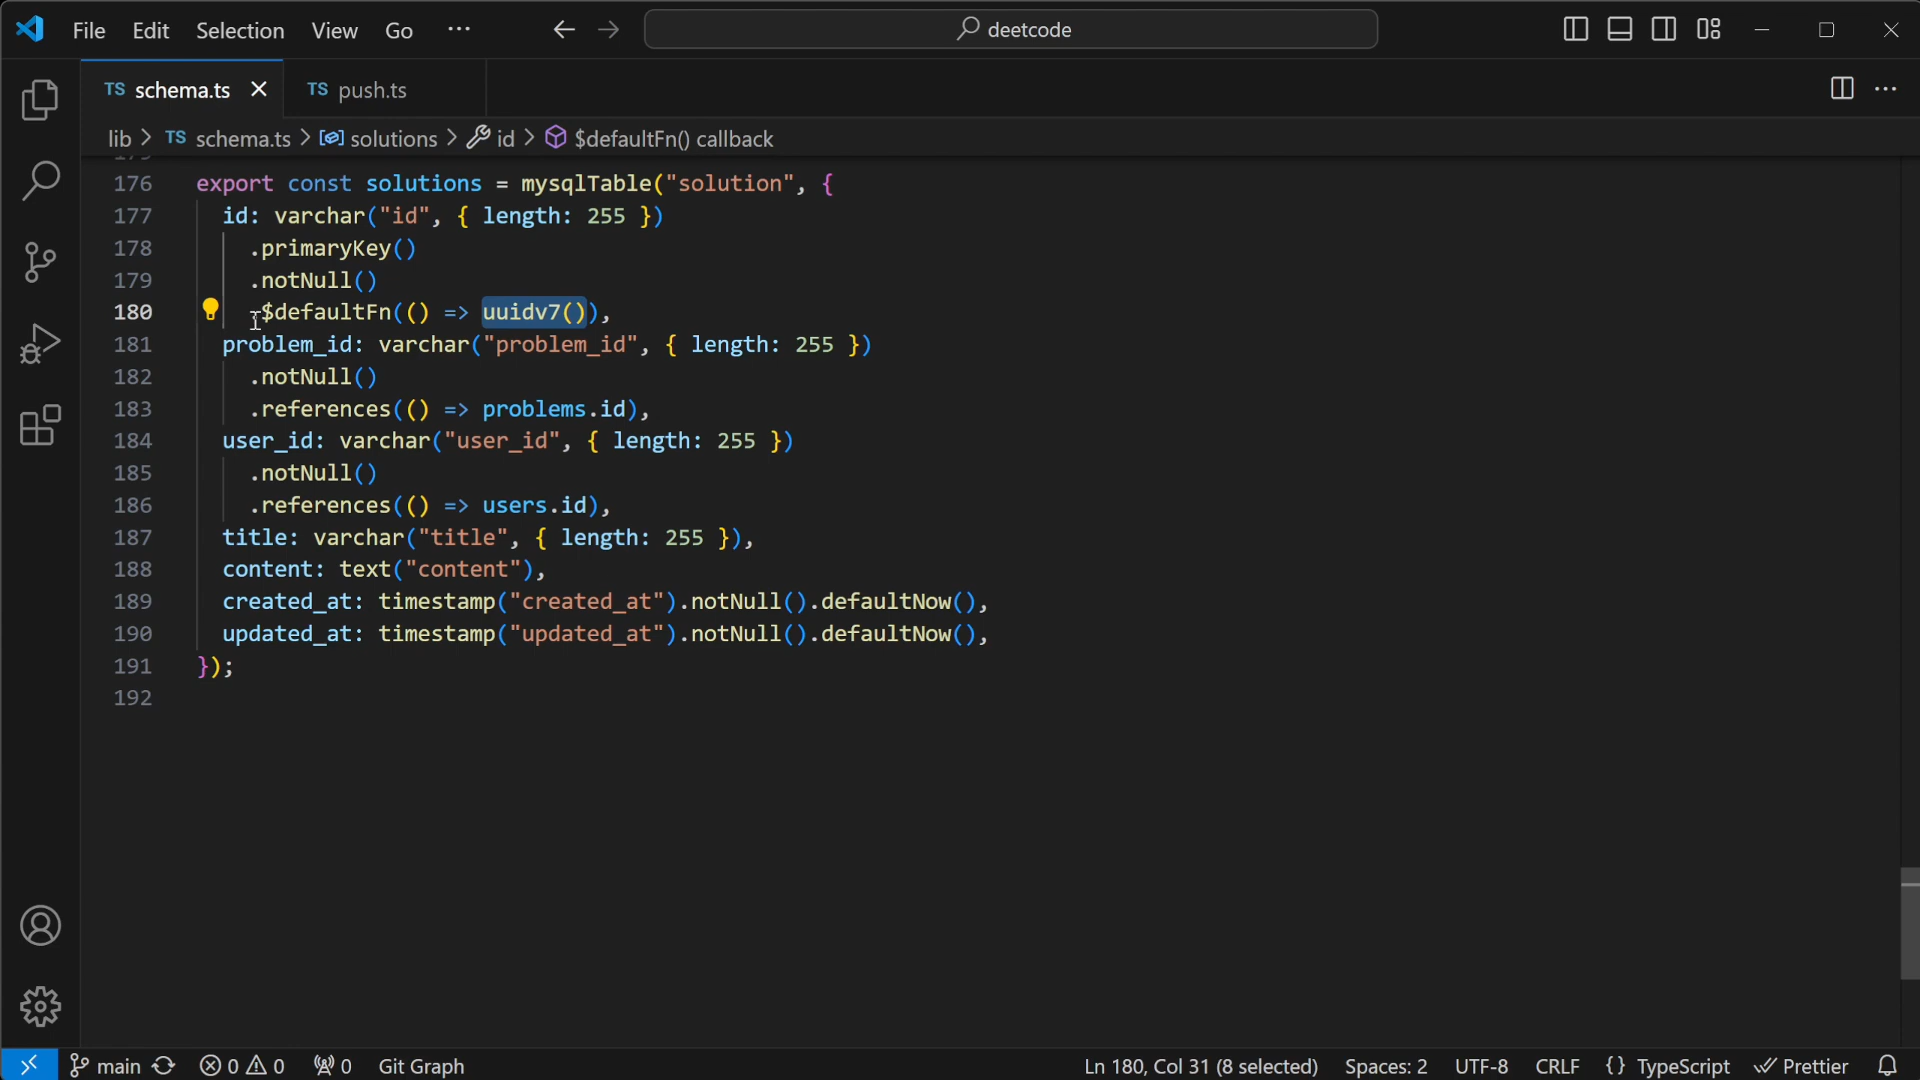 File Edit Selection View Go ··· deetcode
TS schema.ts TS push.ts
lib > TS schema.ts > solutions > id > $defaultFn() callback
176 export const solutions = mysqlTable("solution", {
177 id: varchar("id", { length: 255 })
178 .primaryKey()
179 .notNull()
180 .$defaultFn(() => uuidv7()),
181 problem_id: varchar("problem_id", { length: 255 })
182 .notNull()
183 .references(() => problems.id),
184 user_id: varchar("user_id", { length: 255 })
185 .notNull()
186 .references(() => users.id),
187 title: varchar("title", { length: 255 }),
188 content: text("content"),
189 created_at: timestamp("created_at").notNull().defaultNow(),
190 updated_at: timestamp("updated_at").notNull().defaultNow(),
191 });
192
main 0 0 0 Git Graph Ln 180, Col 31 (8 selected) Spaces: 2 UTF-8 CRLF {} TypeScript Prettier